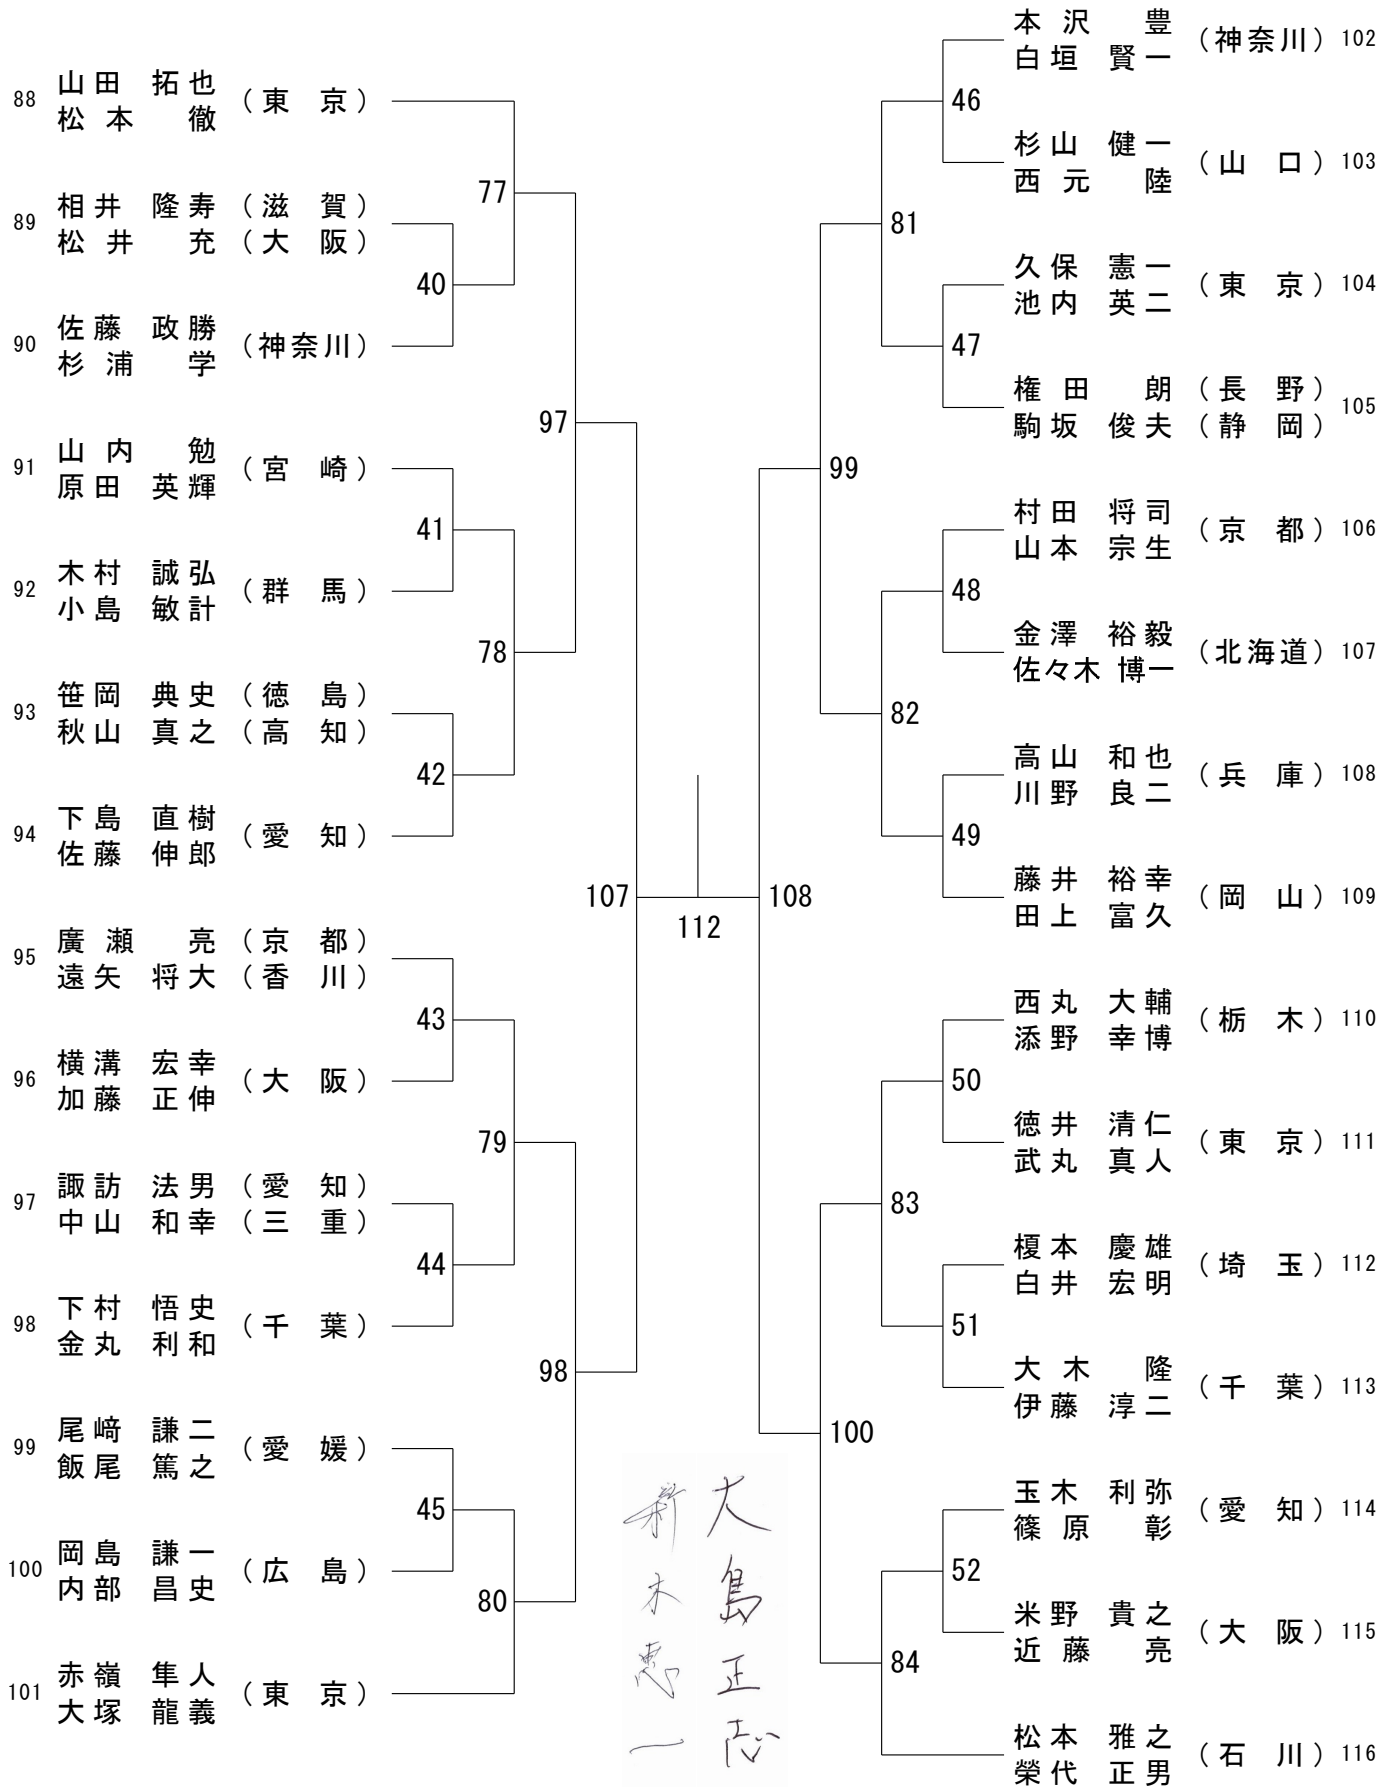 88 山田 拓也 (東 京)
松本 徹
89 相井 隆寿 (滋 賀)
松井 充 (大 阪)
90 佐藤 政勝 (神奈川)
杉浦 学
91 山内 勉 (宮 崎)
原田 英輝
92 木村 誠弘 (群 馬)
小島 敏計
93 笹岡 典史 (徳 島)
秋山 真之 (高 知)
94 下島 直樹 (愛 知)
佐藤 伸郎
95 廣瀬 亮 (京 都)
遠矢 将大 (香 川)
96 横溝 宏幸 (大 阪)
加藤 正伸
97 諏訪 法男 (愛 知)
中山 和幸 (三 重)
98 下村 悟史 (千 葉)
金丸 利和
99 尾﨑 謙二 (愛 媛)
飯尾 篤之
100 岡島 謙一 (広 島)
内部 昌史
101 赤嶺 隼人 (東 京)
大塚 龍義
77
40
97
41
78
42
107
43
79
44
98
45
80
112
108
99
100
81
82
83
84
46
47
48
49
50
51
52
本沢 豊 (神奈川) 102
白垣 賢一
杉山 健一 (山 口) 103
西元 陸
久保 憲一 (東 京) 104
池内 英二
権田 朗 (長 野) 105
駒坂 俊夫 (静 岡)
村田 将司 (京 都) 106
山本 宗生
金澤 裕毅 (北海道) 107
佐々木 博一
高山 和也 (兵 庫) 108
川野 良二
藤井 裕幸 (岡 山) 109
田上 富久
西丸 大輔 (栃 木) 110
添野 幸博
徳井 清仁 (東 京) 111
武丸 真人
榎本 慶雄 (埼 玉) 112
白井 宏明
大木 隆 (千 葉) 113
伊藤 淳二
玉木 利弥 (愛 知) 114
篠原 彰
米野 貴之 (大 阪) 115
近藤 亮
松本 雅之 (石 川) 116
榮代 正男
大島正志
新木恵一